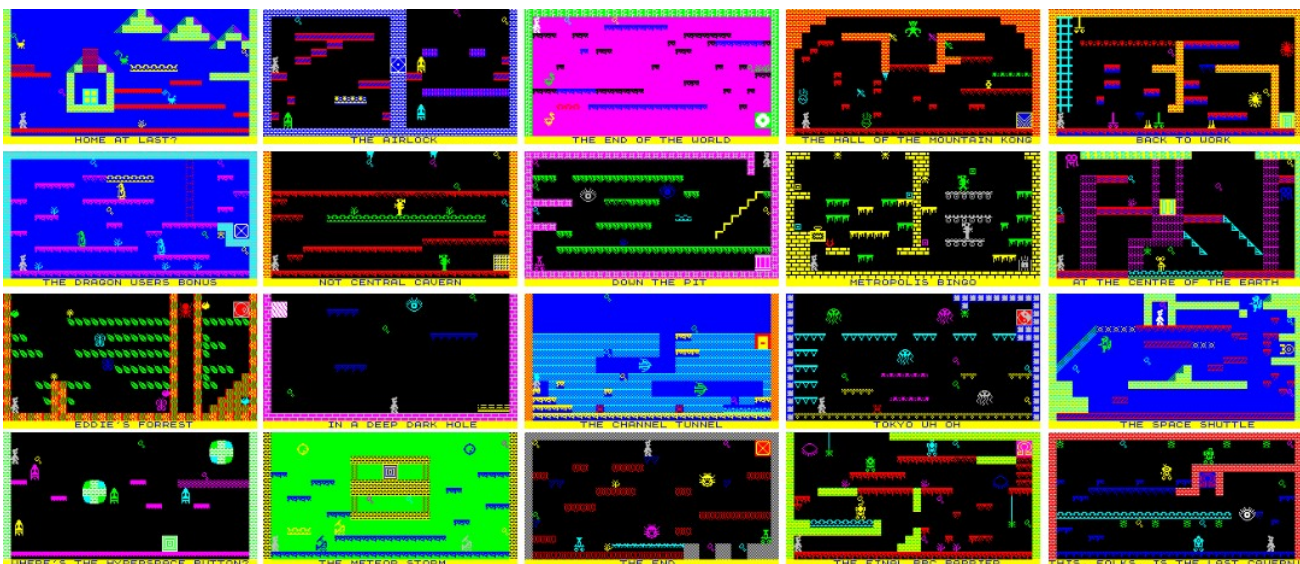 HOME AT LAST?
THE AIRLOCK
THE END OF THE WORLD
THE HALL OF THE MOUNTAIN KONG
BACK TO WORK
THE DRAGON USERS BONUS
NOT CENTRAL CAVERN
DOWN THE PIT
METROPOLIS BINGO
AT THE CENTRE OF THE EARTH
EDDIE'S FORREST
IN A DEEP DARK HOLE
THE CHANNEL TUNNEL
TOKYO UH OH
THE SPACE SHUTTLE
WHERE'S THE HYPERSPACE BUTTON?
THE METEOR STORM
THE END
THE FINAL BBC BARRIER
THIS, FOLKS, IS THE LAST CAVERN!